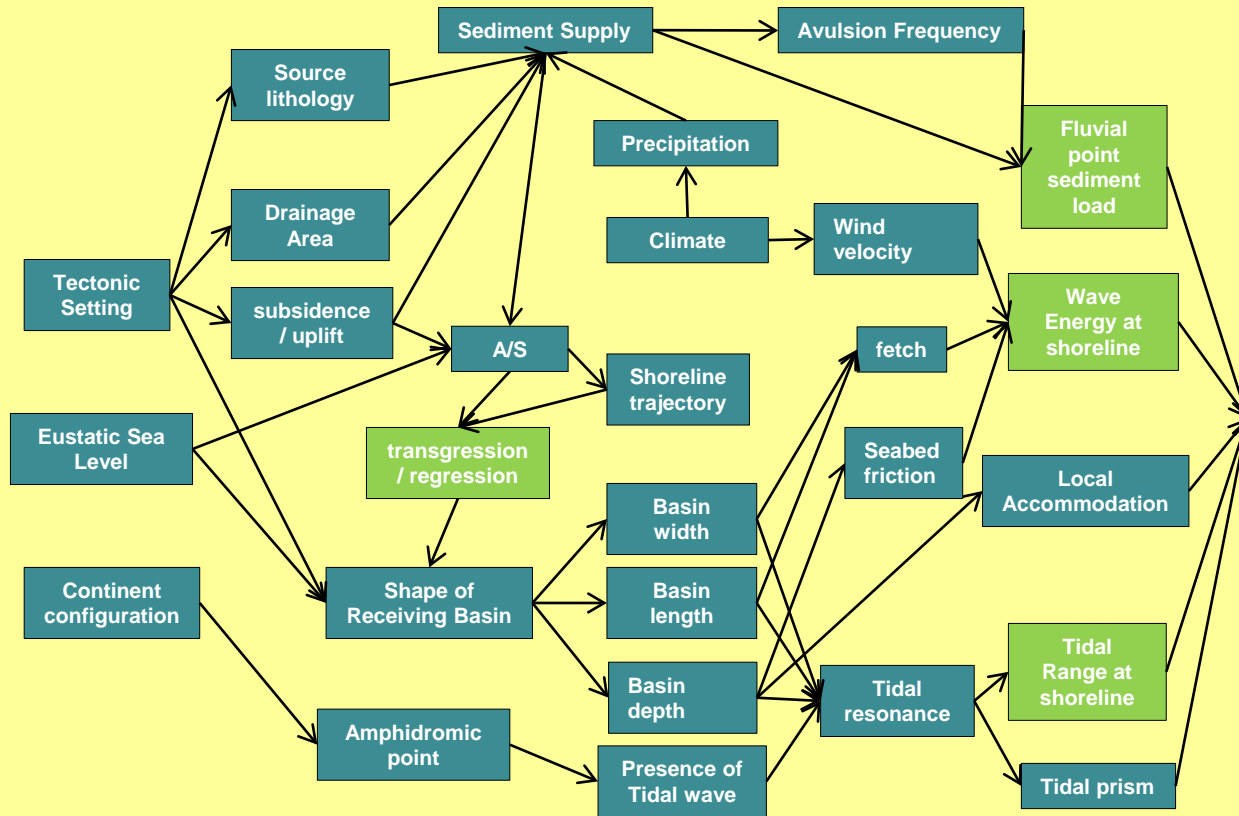 Sediment Supply
Avulsion Frequency
Source
lithology
Precipitation
Fluvial
point
sediment
load
Drainage
Area
Climate
Wind
velocity
Tectonic
Setting
subsidence
/ uplift
A/S
Wave
Energy at
shoreline
fetch
Shoreline
trajectory
Eustatic Sea
Level
transgression
/ regression
Seabed
friction
Local
Accommodation
Basin
width
Continent
configuration
Shape of
Receiving Basin
Basin
length
Tidal
Range at
shoreline
Basin
depth
Tidal
resonance
Amphidromic
point
Presence of
Tidal wave
Tidal prism